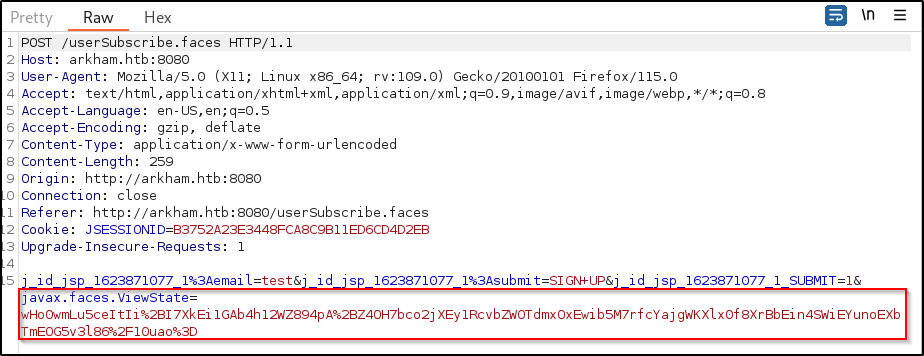 Pretty Raw Hex \n
1 POST /userSubscribe.faces HTTP/1.1
2 Host: arkham.htb:8080
3 User-Agent: Mozilla/5.0 (X11; Linux x86_64; rv:109.0) Gecko/20100101 Firefox/115.0
4 Accept: text/html,application/xhtml+xml,application/xml;q=0.9,image/avif,image/webp,*/*;q=0.8
5 Accept-Language: en-US,en;q=0.5
6 Accept-Encoding: gzip, deflate
7 Content-Type: application/x-www-form-urlencoded
8 Content-Length: 259
9 Origin: http://arkham.htb:8080
10 Connection: close
11 Referer: http://arkham.htb:8080/userSubscribe.faces
12 Cookie: JSESSIONID=B3752A23E3448FCA8C9B11ED6CD4D2EB
13 Upgrade-Insecure-Requests: 1
14
15 j_id_jsp_1623871077_1%3Aemail=test&j_id_jsp_1623871077_1%3Asubmit=SIGN+UP&j_id_jsp_1623871077_1_SUBMIT=1&
javax.faces.ViewState=
wHo0wmLu5ceItIi%2BI7XkEi1GAb4h12WZ894pA%2BZ4OH7bco2jXEy1RcvbZWOTdmxOxEwib5M7rfcYajgWKXlx0f8XrBbEin4SWiEYunoEXb
TmEOG5v3l86%2F10uao%3D